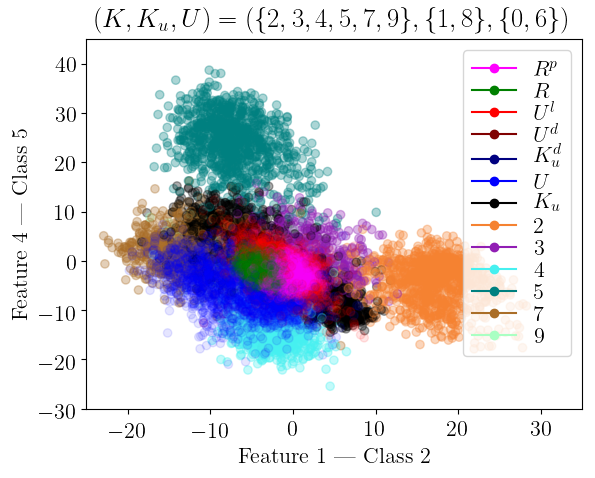 (K, K_u, U) = ({2, 3, 4, 5, 7, 9}, {1, 8}, {0, 6})
Feature 4 — Class 5
40
30
20
10
0
−10
−20
−30
−20
−10
0
10
20
30
Feature 1 — Class 2
R^p
R
U^l
U^d
K_u^d
U
K_u
2
3
4
5
7
9